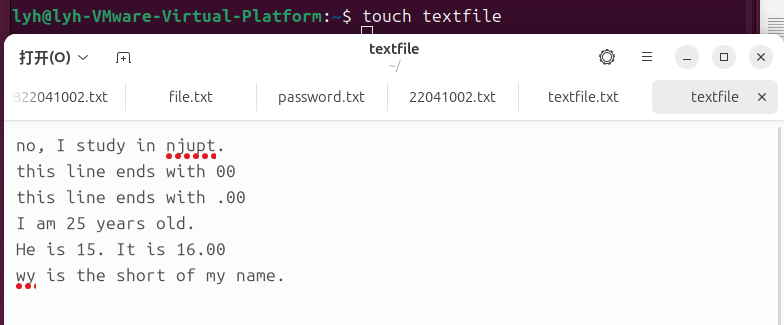 lyh@lyh-VMware-Virtual-Platform:~$ touch textfile
打开(O)
textfile
~/
B22041002.txt
file.txt
password.txt
22041002.txt
textfile.txt
textfile
no, I study in njupt.
this line ends with 00
this line ends with .00
I am 25 years old.
He is 15. It is 16.00
wy is the short of my name.